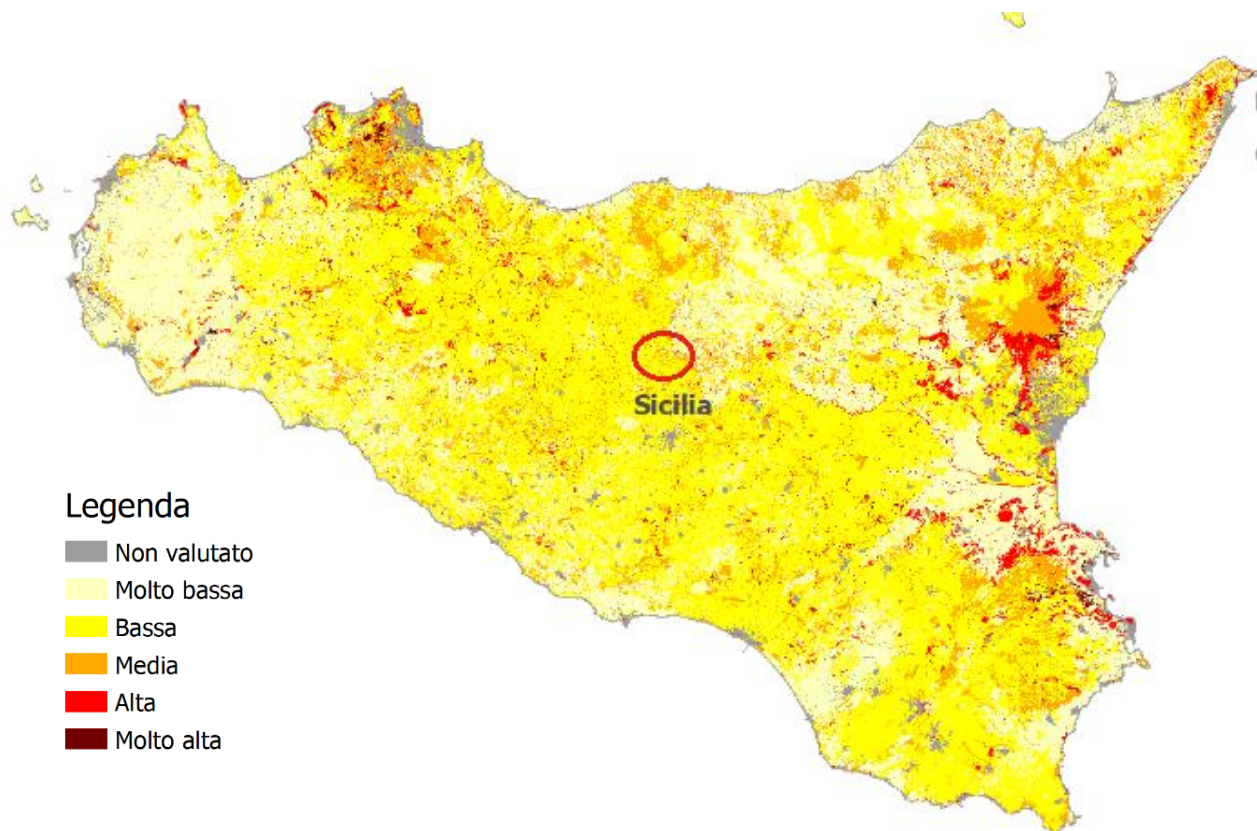 Sicilia
Legenda
Non valutato
Molto bassa
Bassa
Media
Alta
Molto alta